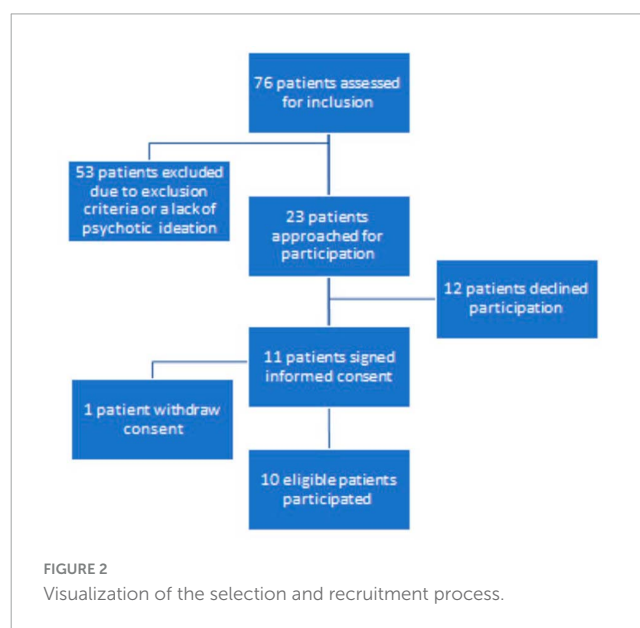 76 patients assessed
for inclusion
53 patients excluded
due to exclusion
criteria or a lack of
psychotic ideation
23 patients
approached for
participation
12 patients declined
participation
11 patients signed
informed consent
1 patient withdraw
consent
10 eligible patients
participated
FIGURE 2
Visualization of the selection and recruitment process.